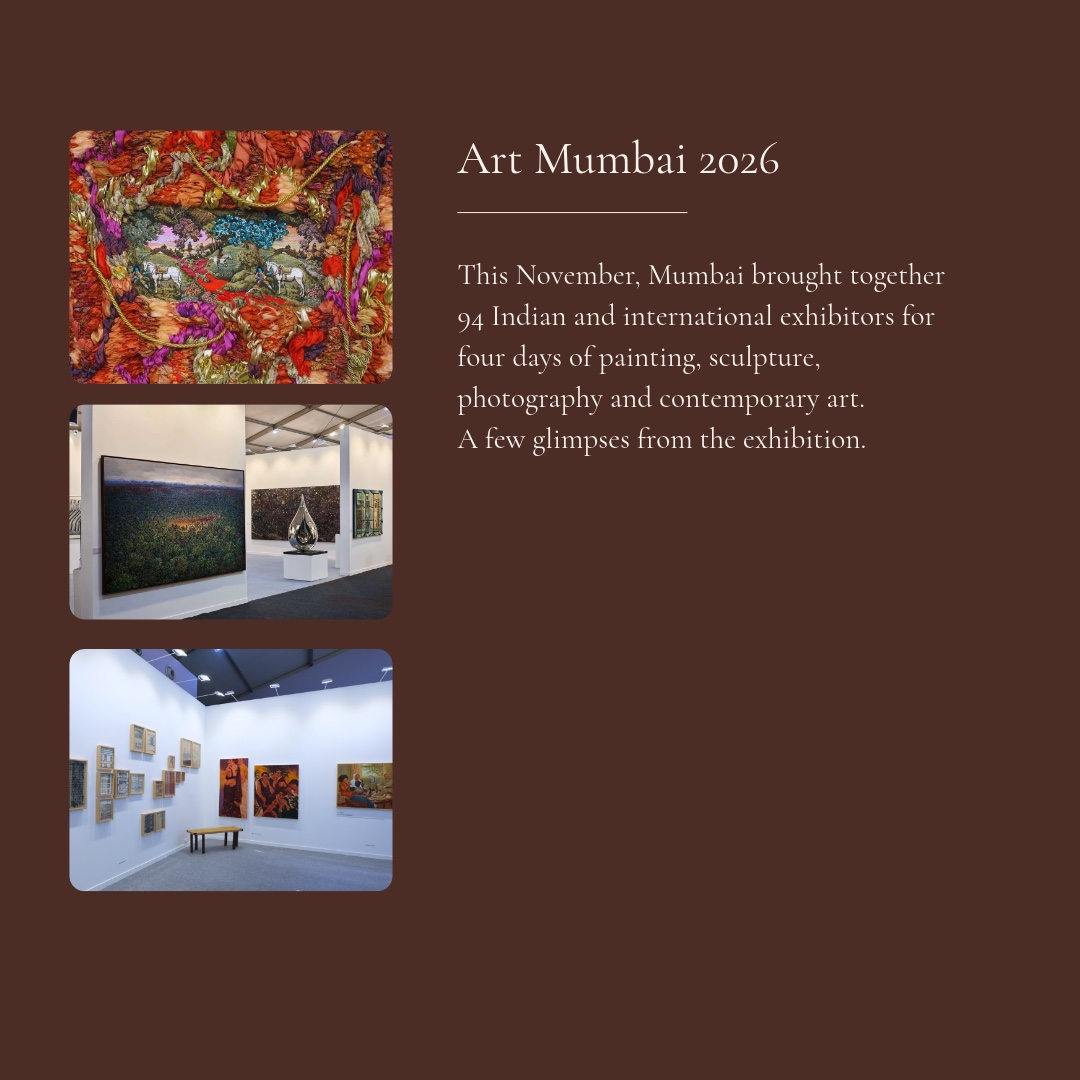 Art Mumbai 2026
This November, Mumbai brought together
94 Indian and international exhibitors for
four days of painting, sculpture,
photography and contemporary art.
A few glimpses from the exhibition.